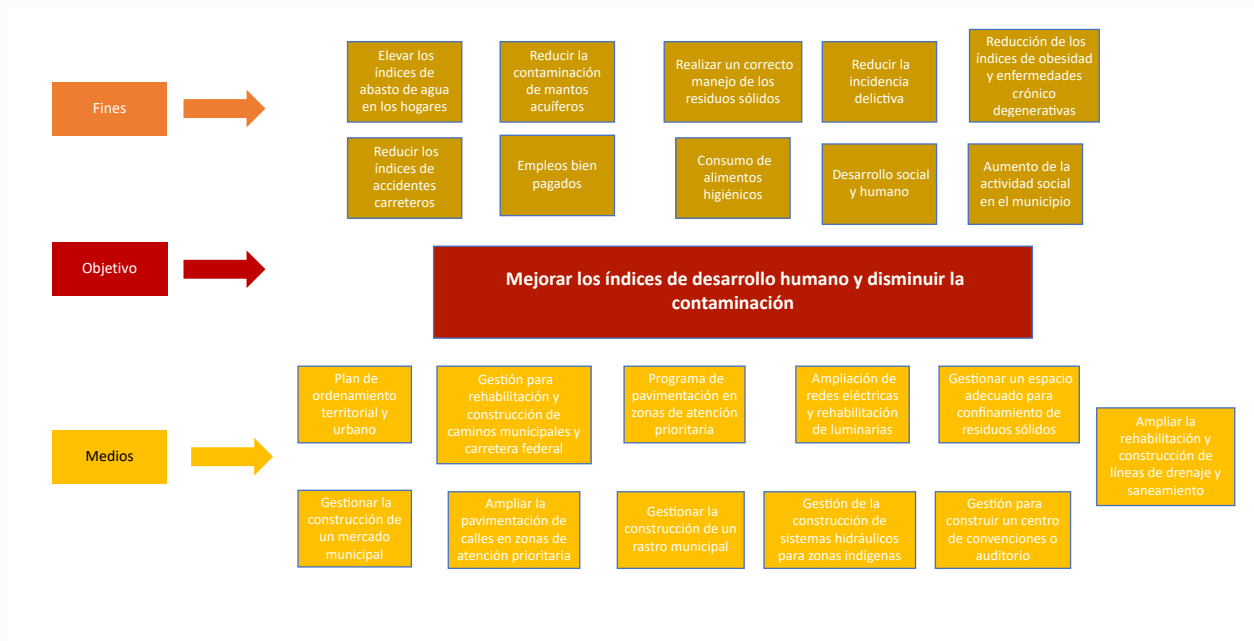 Fines
Elevar los
índices de
abasto de agua
en los hogares
Reducir la
contaminación
de mantos
acuíferos
Realizar un correcto
manejo de los
residuos sólidos
Reducir la
incidencia
delictiva
Reducción de los
índices de obesidad
y enfermedades
crónico
degenerativas
Reducir los
índices de
accidentes
carreteros
Empleos bien
pagados
Consumo de
alimentos
higiénicos
Desarrollo social
y humano
Aumento de la
actividad social
en el municipio
Objetivo
Mejorar los índices de desarrollo humano y disminuir la
contaminación
Medios
Plan de
ordenamiento
territorial y
urbano
Gestión para
rehabilitación y
construcción de
caminos municipales y
carretera federal
Programa de
pavimentación en
zonas de atención
prioritaria
Ampliación de
redes eléctricas
y rehabilitación
de luminarias
Gestionar un espacio
adecuado para
confinamiento de
residuos sólidos
Ampliar la
rehabilitación y
construcción de
líneas de drenaje y
saneamiento
Gestionar la
construcción de
un mercado
municipal
Ampliar la
pavimentación de
calles en zonas de
atención prioritaria
Gestionar la
construcción de un
rastro municipal
Gestión de la
construcción de
sistemas hidráulicos
para zonas indígenas
Gestión para
construir un centro
de convenciones o
auditorio